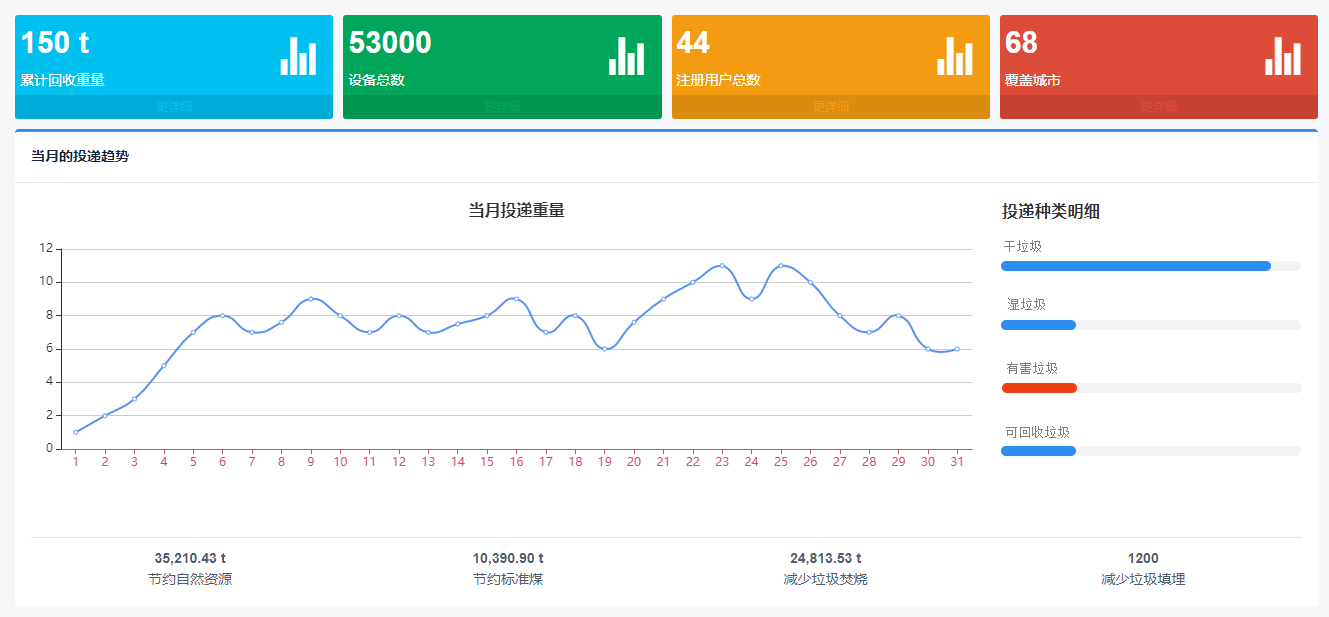 150 t
累计回收重量
更详细
53000
设备总数
更详细
44
注册用户总数
更详细
68
覆盖城市
更详细
当月的投递趋势
当月投递重量
12
10
8
6
4
2
0
1 2 3 4 5 6 7 8 9 10 11 12 13 14 15 16 17 18 19 20 21 22 23 24 25 26 27 28 29 30 31
投递种类明细
干垃圾
湿垃圾
有害垃圾
可回收垃圾
35,210.43 t
节约自然资源
10,390.90 t
节约标准煤
24,813.53 t
减少垃圾焚烧
1200
减少垃圾填埋